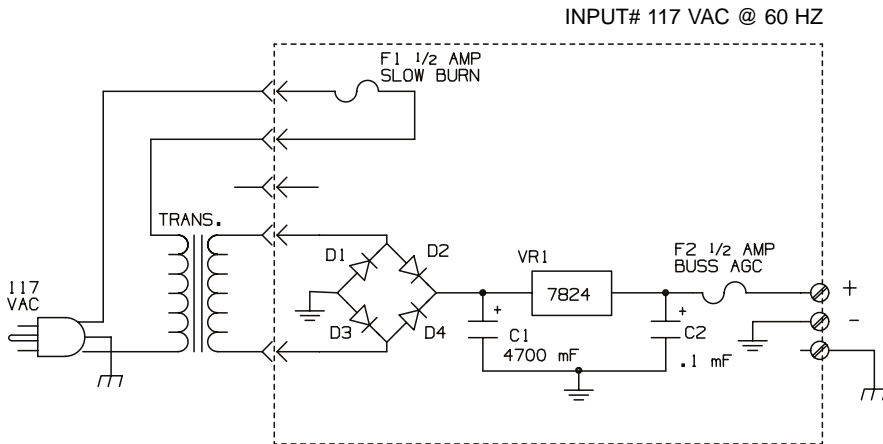 INPUT# 117 VAC @ 60 HZ
F1 1/2 AMP
SLOW BURN
TRANS.
D1
D2
VR1
F2 1/2 AMP
BUSS AGC
117
VAC
7824
+
+
+
-
D3
D4
C1
4700 mF
C2
.1 mF